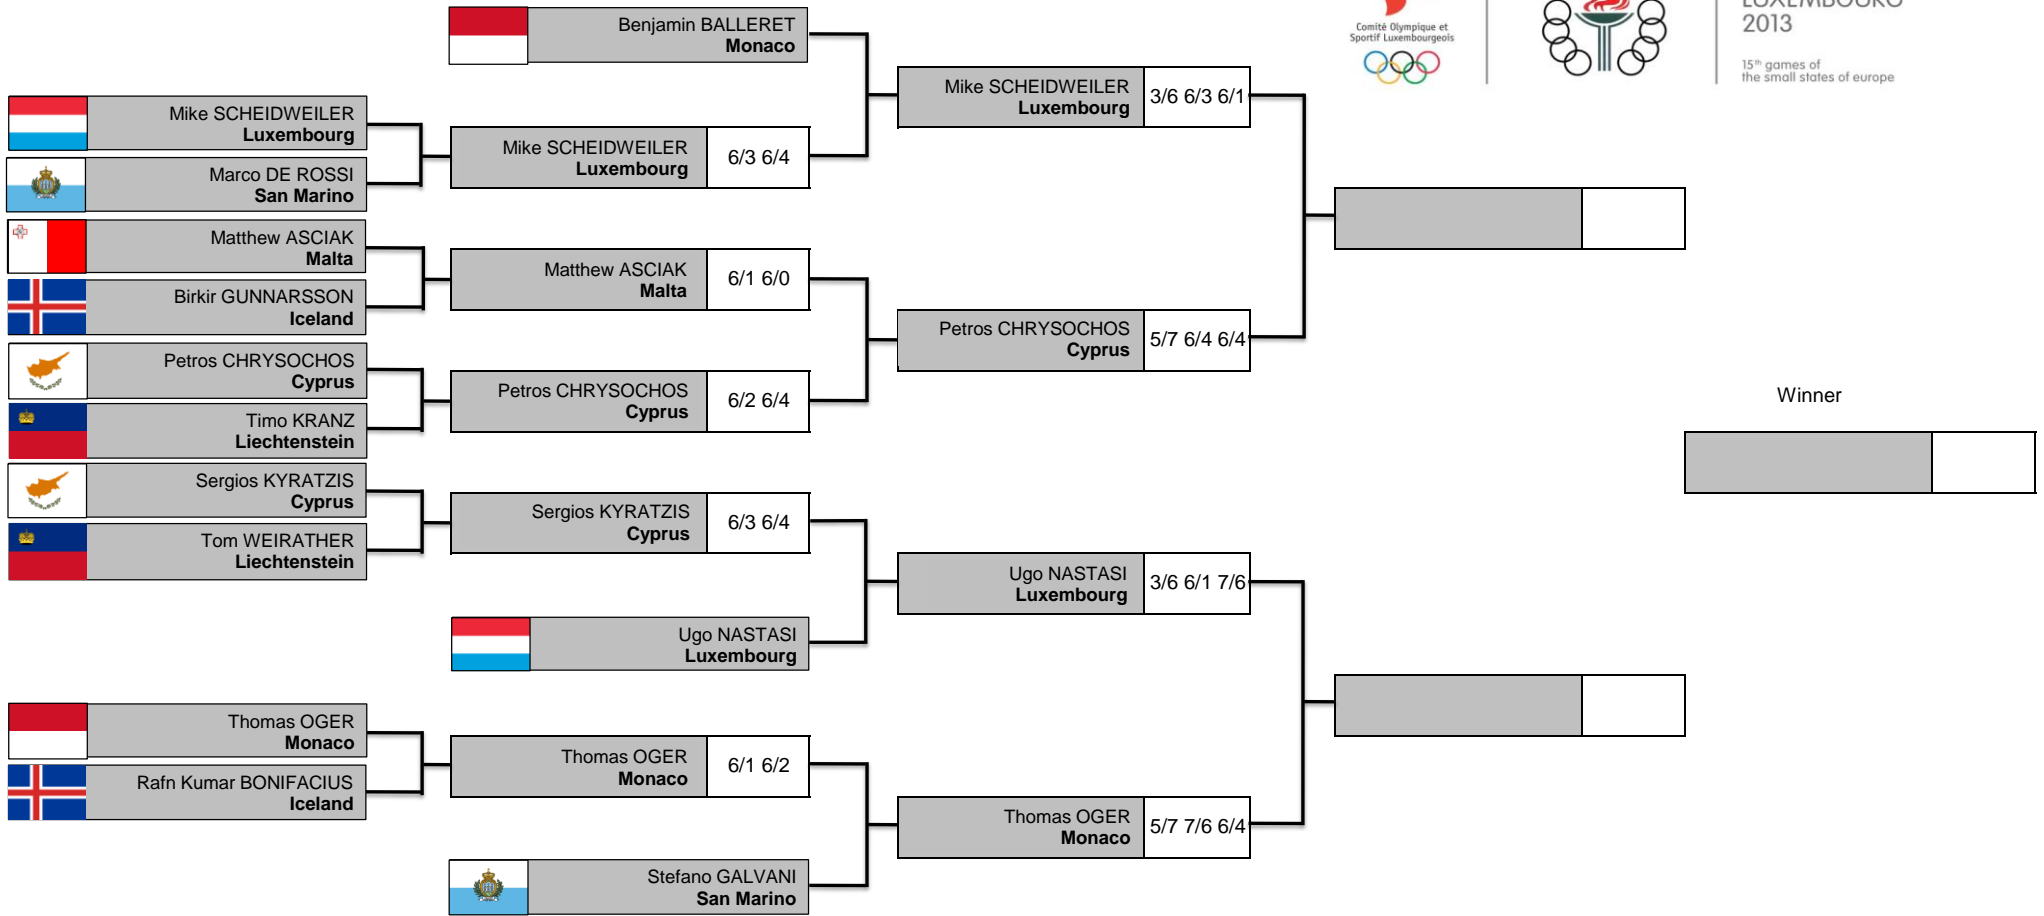 Benjamin BALLERET
Monaco
Comité Olympique et
Sportif Luxembourgeois
LUXEMBOURG
2013
15th games of
the small states of europe
Mike SCHEIDWEILER
Luxembourg
3/6 6/3 6/1
Mike SCHEIDWEILER
Luxembourg
Mike SCHEIDWEILER
Luxembourg
6/3 6/4
Marco DE ROSSI
San Marino
Matthew ASCIAK
Malta
Matthew ASCIAK
Malta
6/1 6/0
Birkir GUNNARSSON
Iceland
Petros CHRYSOCHOS
Cyprus
5/7 6/4 6/4
Petros CHRYSOCHOS
Cyprus
Petros CHRYSOCHOS
Cyprus
6/2 6/4
Winner
Timo KRANZ
Liechtenstein
Sergios KYRATZIS
Cyprus
Sergios KYRATZIS
Cyprus
6/3 6/4
Tom WEIRATHER
Liechtenstein
Ugo NASTASI
Luxembourg
3/6 6/1 7/6
Ugo NASTASI
Luxembourg
Thomas OGER
Monaco
Thomas OGER
Monaco
6/1 6/2
Rafn Kumar BONIFACIUS
Iceland
Thomas OGER
Monaco
5/7 7/6 6/4
Stefano GALVANI
San Marino